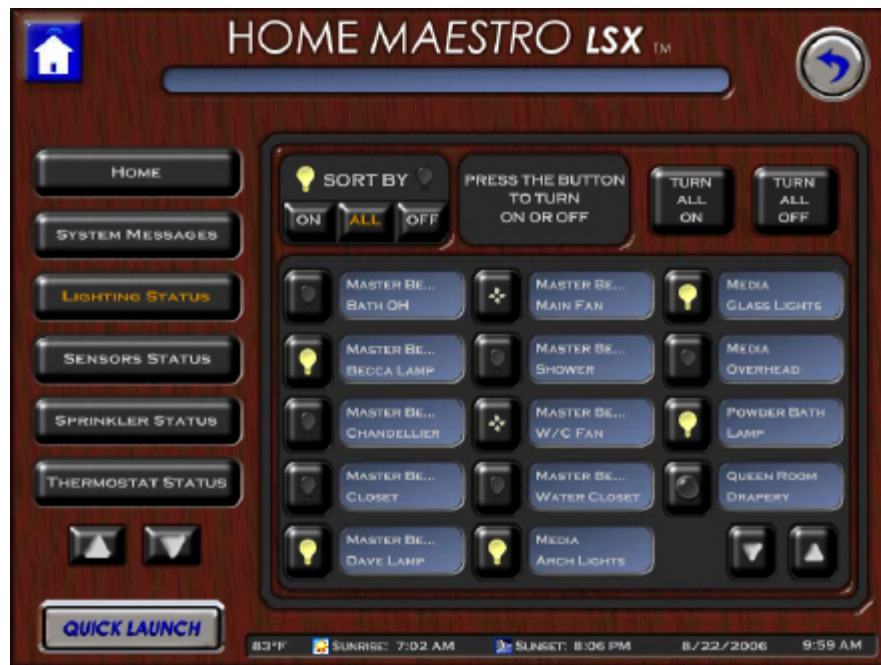 HOME MAESTRO LSX TM
HOME
SYSTEM MESSAGES
LIGHTING STATUS
SENSORS STATUS
SPRINKLER STATUS
THERMOSTAT STATUS
QUICK LAUNCH
SORT BY
ON ALL OFF
PRESS THE BUTTON
TO TURN
ON OR OFF
TURN
ALL
ON
TURN
ALL
OFF
MASTER BE...
BATH OH
MASTER BE...
MAIN FAN
MEDIA
GLASS LIGHTS
MASTER BE...
BECCA LAMP
MASTER BE...
SHOWER
MEDIA
OVERHEAD
MASTER BE...
CHANDELLIER
MASTER BE...
W/C FAN
POWDER BATH
LAMP
MASTER BE...
CLOSET
MASTER BE...
WATER CLOSET
QUEEN ROOM
DRAPERY
MASTER BE...
DAVE LAMP
MEDIA
ARCH LIGHTS
83°F SUNRISE: 7:02 AM SUNSET: 8:06 PM 8/22/2006 9:59 AM